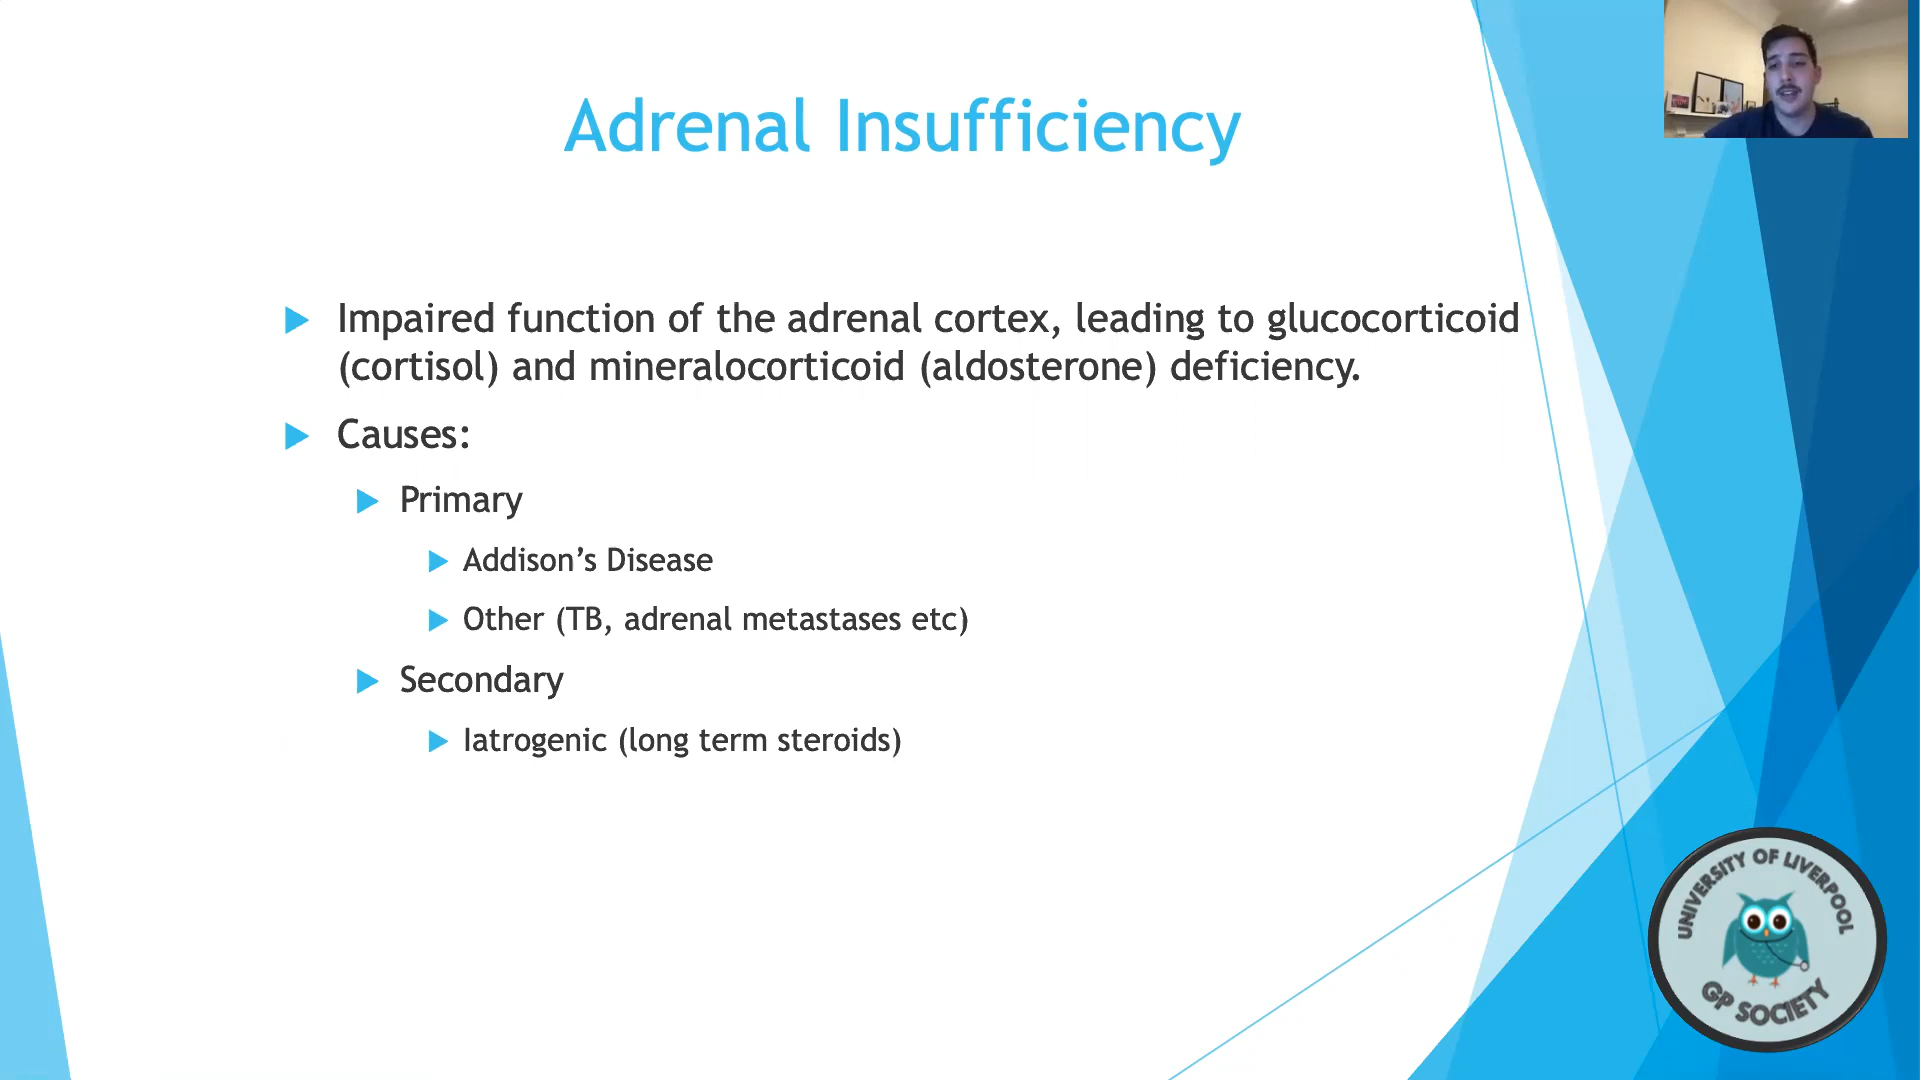 Adrenal Insufficiency
Impaired function of the adrenal cortex, leading to glucocorticoid
(cortisol) and mineralocorticoid (aldosterone) deficiency.
Causes:
Primary
Addison’s Disease
Other (TB, adrenal metastases etc)
Secondary
Iatrogenic (long term steroids)
UNIVERSITY OF LIVERPOOL
GP SOCIETY